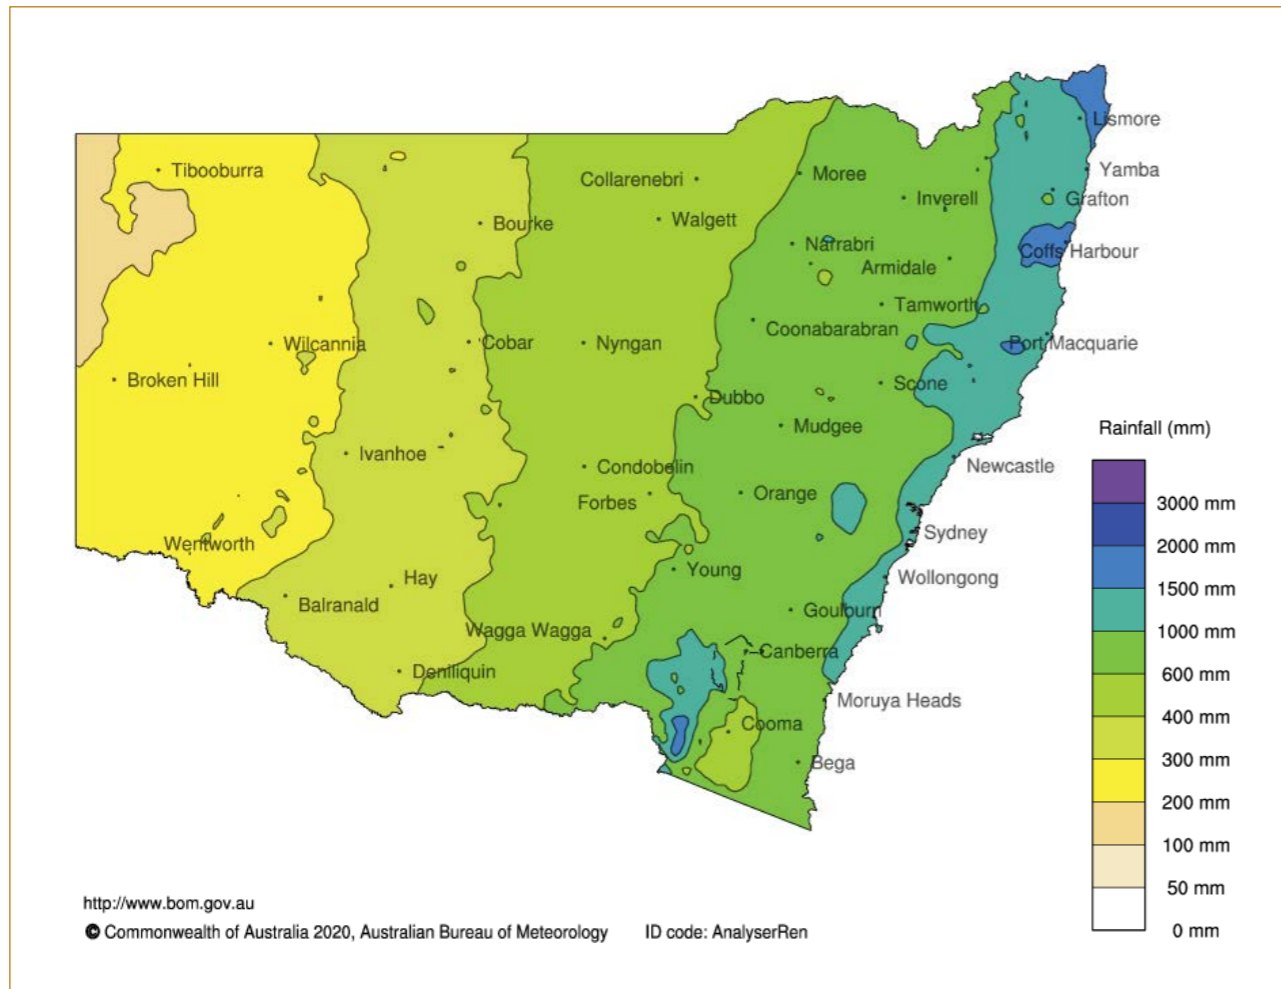 Lismore
Tibooburra
Yamba
Moree
Collarenebri
Inverell
Grafton
Walgett
Bourke
Narrabri
Coffs Harbour
Armidale
Tamworth
Coonabarabran
Wilcannia
Cobar
Nyngan
Port Macquarie
Broken Hill
Scone
Dubbo
Mudgee
Rainfall (mm)
Ivanhoe
Condobelin
Newcastle
Orange
Forbes
3000 mm
Sydney
Wentworth
2000 mm
Young
Hay
Wollongong
1500 mm
Balranald
Goulburn
Wagga Wagga
1000 mm
Canberra
Deniliquin
600 mm
Moruya Heads
400 mm
Cooma
300 mm
Bega
200 mm
100 mm
50 mm
http://www.bom.gov.au
© Commonwealth of Australia 2020, Australian Bureau of Meteorology ID code: AnalyserRen
0 mm